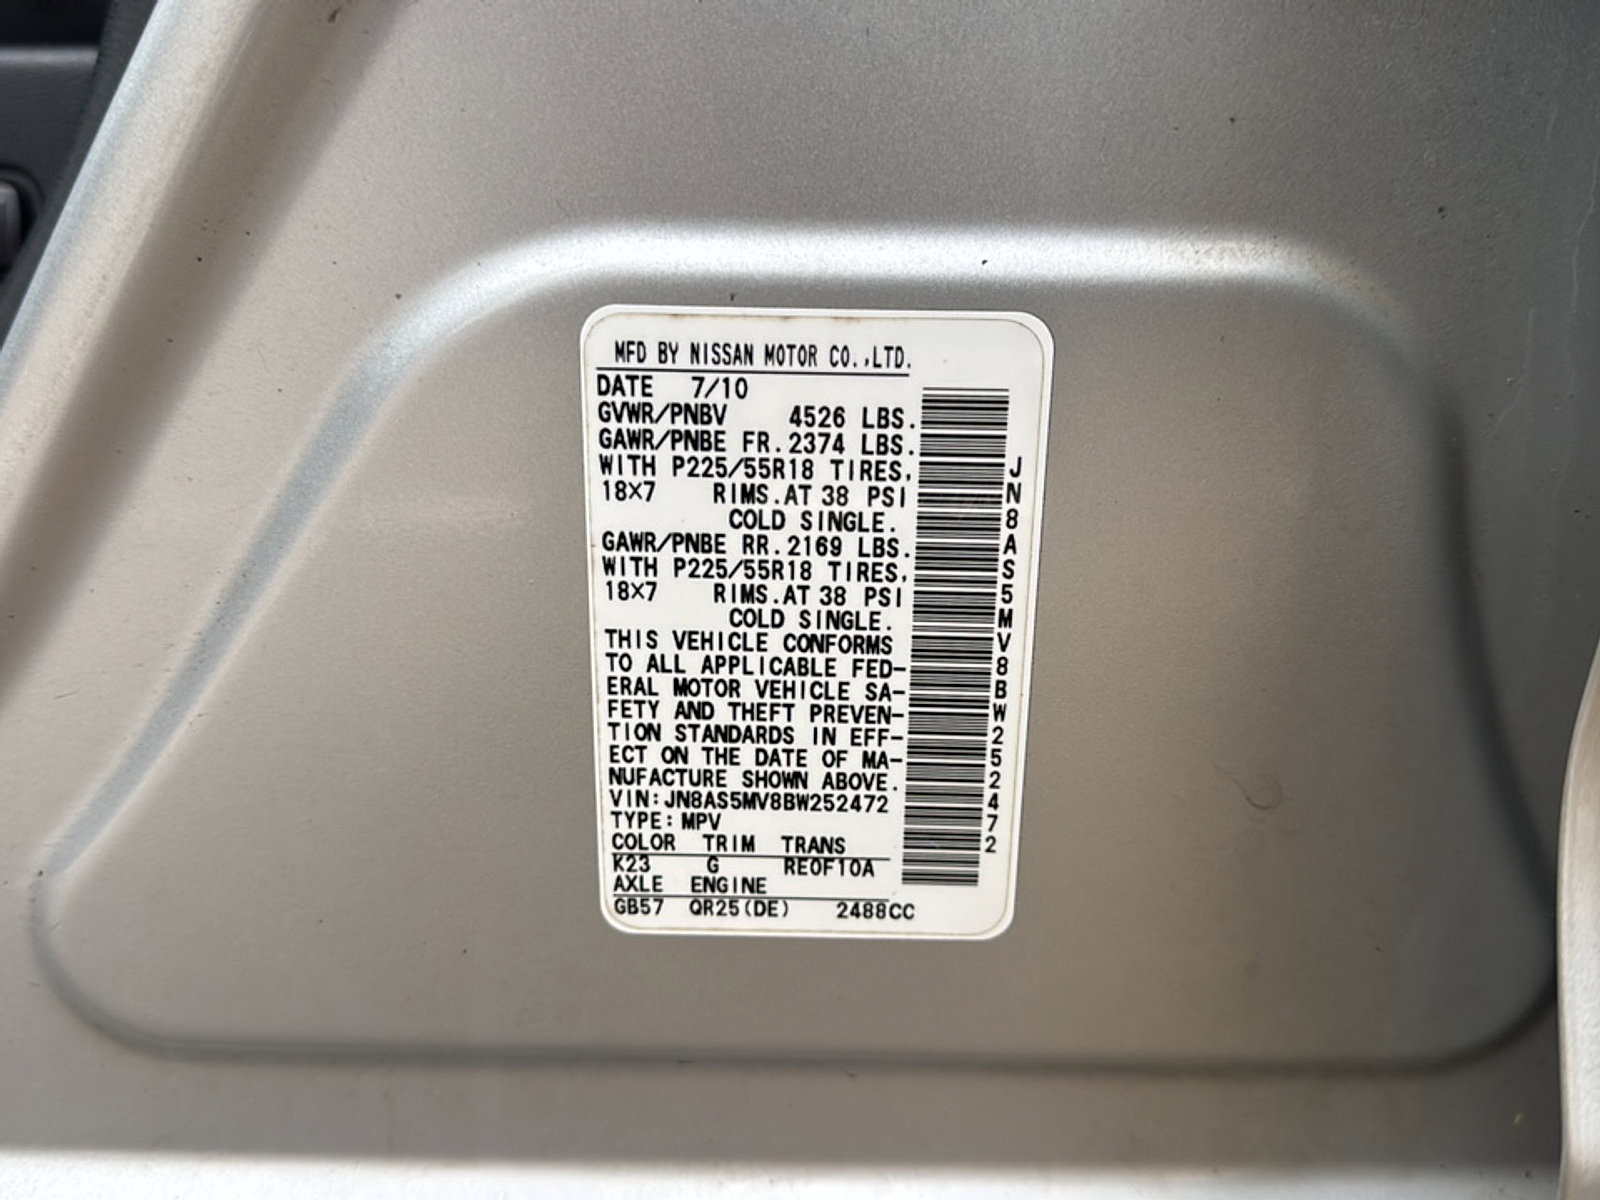 MFD BY NISSAN MOTOR CO.,LTD.
DATE 7/10
GVWR/PNBV 4526 LBS.
GAWR/PNBE FR.2374 LBS.
WITH P225/55R18 TIRES,
18×7 RIMS.AT 38 PSI
COLD SINGLE.
GAWR/PNBE RR.2169 LBS.
WITH P225/55R18 TIRES,
18×7 RIMS.AT 38 PSI
COLD SINGLE.
THIS VEHICLE CONFORMS
TO ALL APPLICABLE FED-
ERAL MOTOR VEHICLE SA-
FETY AND THEFT PREVEN-
TION STANDARDS IN EFF-
ECT ON THE DATE OF MA-
NUFACTURE SHOWN ABOVE.
VIN:JN8AS5MV8BW252472
TYPE:MPV
COLOR TRIM TRANS
K23 G RE0F10A
AXLE ENGINE
GB57 QR25(DE) 2488CC
JN8AS5MV8BW252472